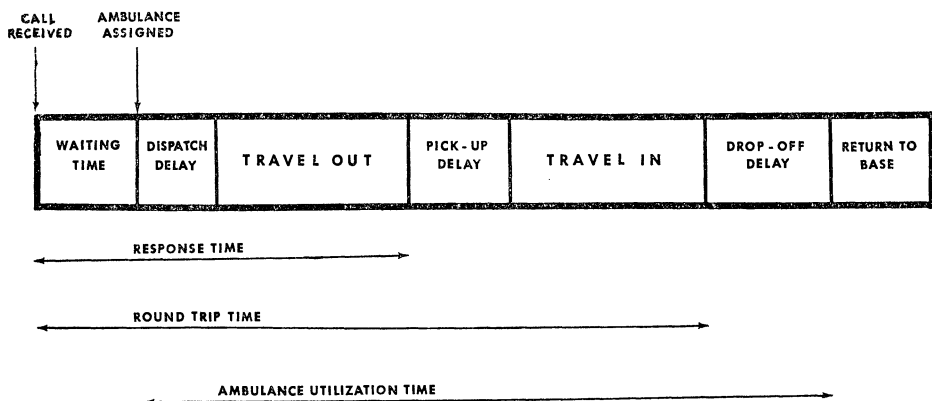 CALL RECEIVED
AMBULANCE ASSIGNED
WAITING TIME
DISPATCH DELAY
TRAVEL OUT
PICK-UP DELAY
TRAVEL IN
DROP-OFF DELAY
RETURN TO BASE
RESPONSE TIME
ROUND TRIP TIME
AMBULANCE UTILIZATION TIME